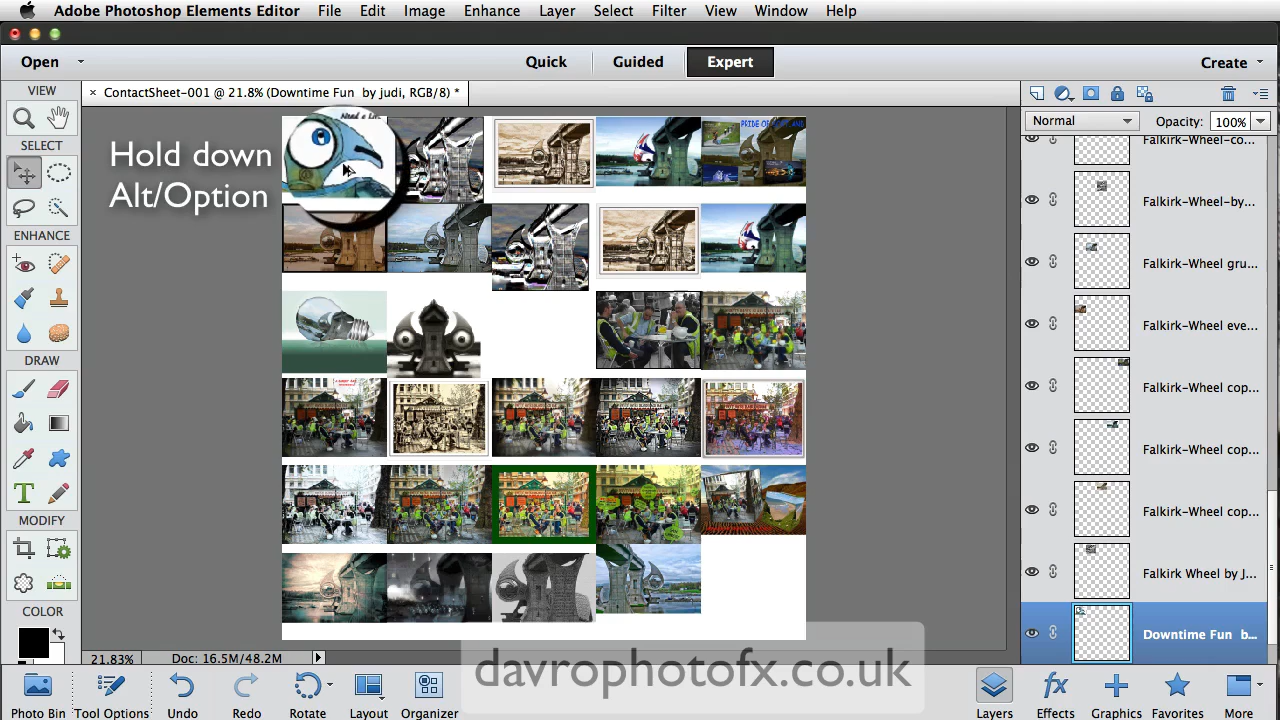 Adobe Photoshop Elements Editor File Edit Image Enhance Layer Select Filter View Window Help
Open Quick Guided Expert Create
VIEW
× ContactSheet-001 @ 21.8% (Downtime Fun by judi, RGB/8) *
Normal Opacity: 100%
Hold down
Alt/Option
PRIDE OF
SELECT
ENHANCE
DRAW
T
MODIFY
COLOR
Falkirk-Wheel-co...
Falkirk-Wheel-by...
Falkirk-Wheel gru...
Falkirk-Wheel eve...
Falkirk-Wheel cop...
Falkirk-Wheel cop...
Falkirk-Wheel cop...
Falkirk Wheel by J...
Downtime Fun b...
21.83% Doc: 16.5M/48.2M
davrophotofx.co.uk
fx
Photo Bin Tool Options Undo Redo Rotate Layout Organizer Layers Effects Graphics Favorites More